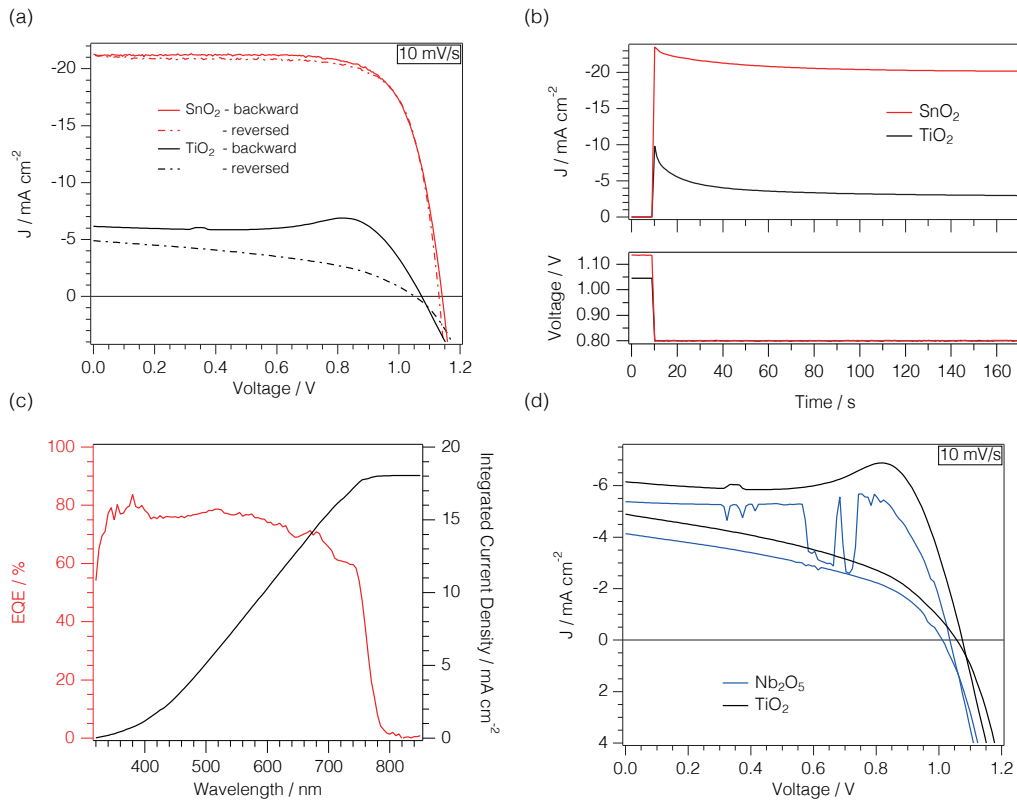 (a)
10 mV/s
-20
-15
-10
-5
0
J / mA cm-2
SnO2 - backward
- reversed
TiO2 - backward
- reversed
0.0 0.2 0.4 0.6 0.8 1.0 1.2
Voltage / V
(b)
-20
-15
-10
-5
0
J / mA cm-2
SnO2
TiO2
1.10
1.00
0.90
0.80
Voltage / V
0 20 40 60 80 100 120 140 160
Time / s
(c)
100
80
60
40
20
0
EQE / %
20
15
10
5
0
Integrated Current
Density / mA cm-2
400 500 600 700 800
Wavelength / nm
(d)
10 mV/s
-6
-4
-2
0
2
4
J / mA cm-2
Nb2O5
TiO2
0.0 0.2 0.4 0.6 0.8 1.0 1.2
Voltage / V